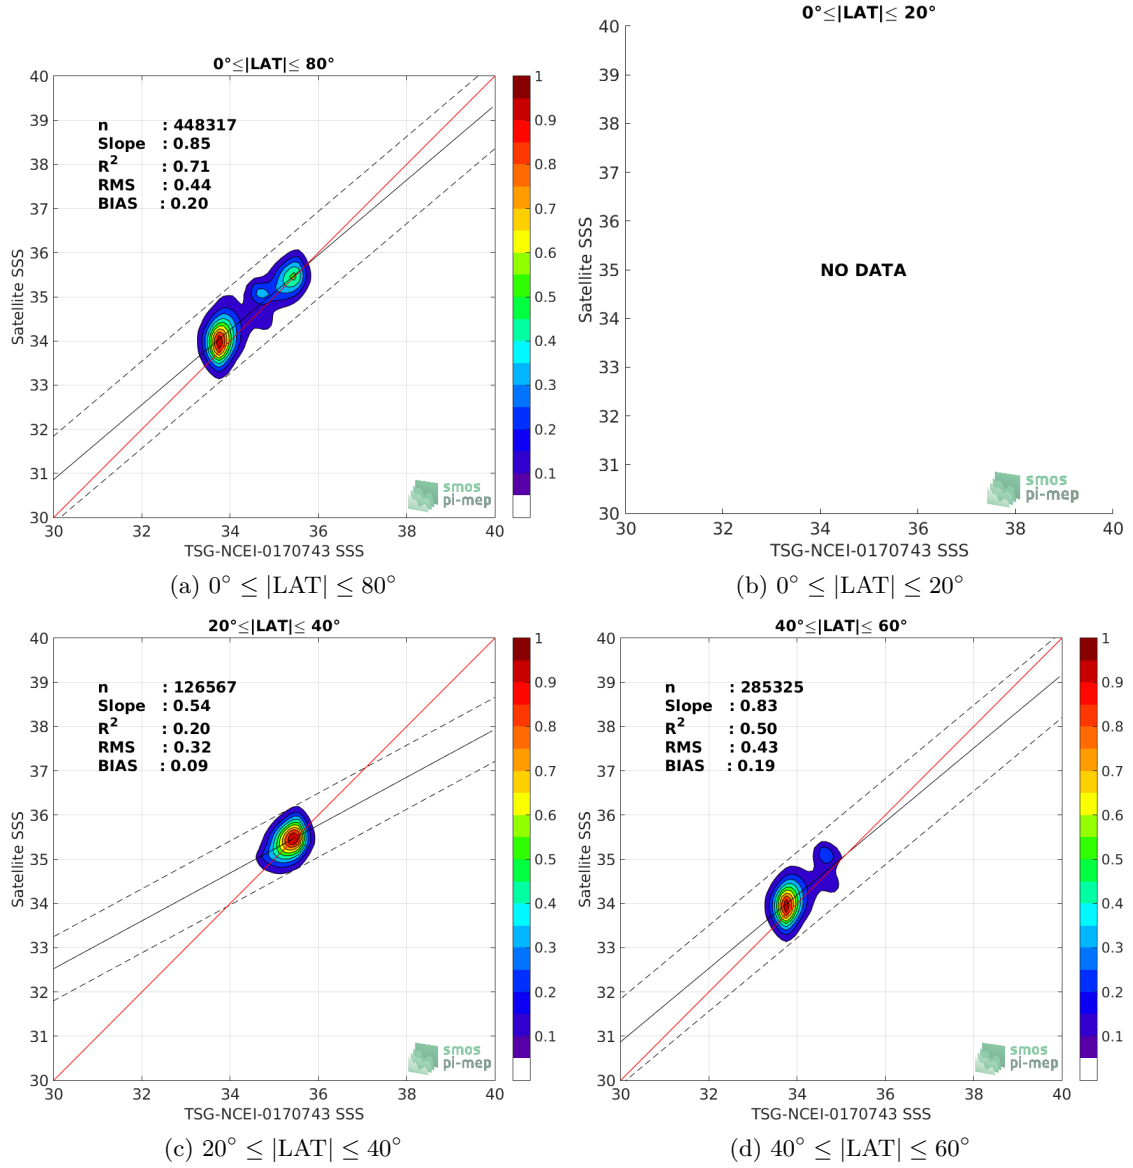 0°≤|LAT|≤ 80°
n : 448317
Slope : 0.85
R² : 0.71
RMS : 0.44
BIAS : 0.20
40
39
38
37
36
35
34
33
32
31
30
30 32 34 36 38 40
Satellite SSS
TSG-NCEI-0170743 SSS
1
0.9
0.8
0.7
0.6
0.5
0.4
0.3
0.2
0.1
smos
pi-mep
(a) 0° ≤ |LAT| ≤ 80°
0°≤|LAT|≤ 20°
NO DATA
40
39
38
37
36
35
34
33
32
31
30
30 32 34 36 38 40
Satellite SSS
TSG-NCEI-0170743 SSS
smos
pi-mep
(b) 0° ≤ |LAT| ≤ 20°
20°≤|LAT|≤ 40°
n : 126567
Slope : 0.54
R² : 0.20
RMS : 0.32
BIAS : 0.09
40
39
38
37
36
35
34
33
32
31
30
30 32 34 36 38 40
Satellite SSS
TSG-NCEI-0170743 SSS
1
0.9
0.8
0.7
0.6
0.5
0.4
0.3
0.2
0.1
smos
pi-mep
(c) 20° ≤ |LAT| ≤ 40°
40°≤|LAT|≤ 60°
n : 285325
Slope : 0.83
R² : 0.50
RMS : 0.43
BIAS : 0.19
40
39
38
37
36
35
34
33
32
31
30
30 32 34 36 38 40
Satellite SSS
TSG-NCEI-0170743 SSS
1
0.9
0.8
0.7
0.6
0.5
0.4
0.3
0.2
0.1
smos
pi-mep
(d) 40° ≤ |LAT| ≤ 60°